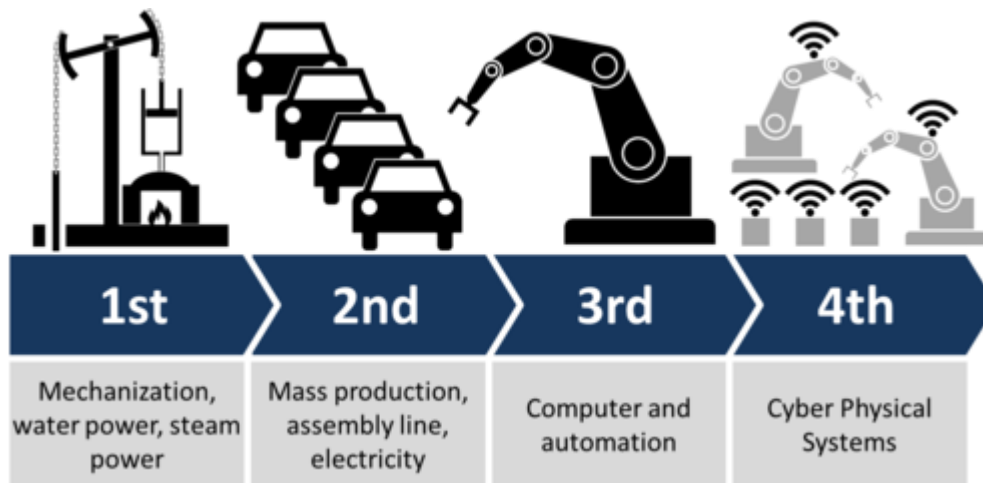 1st
2nd
3rd
4th
Mechanization,
water power, steam
power
Mass production,
assembly line,
electricity
Computer and
automation
Cyber Physical
Systems